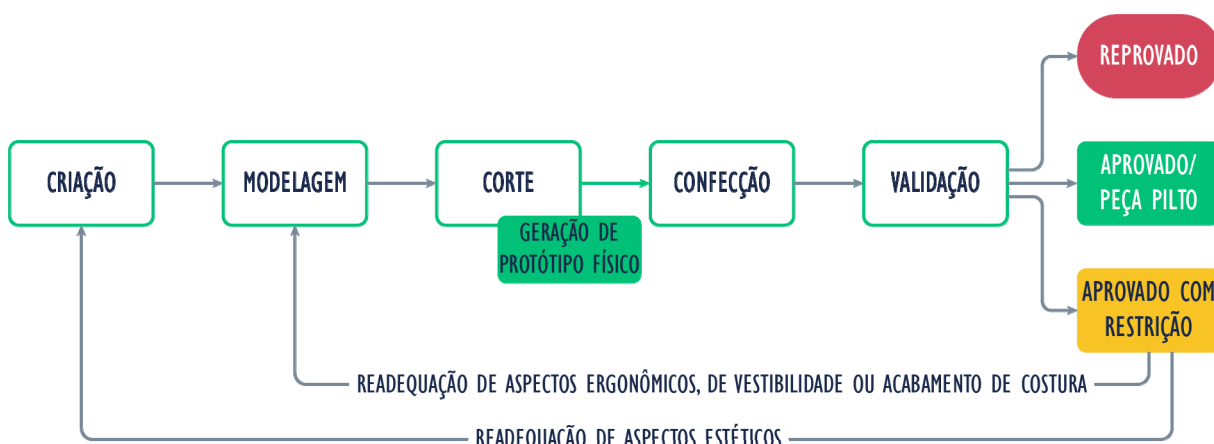 REPROVADO
CRIAÇÃO
MODELAGEM
CORTE
CONFECÇÃO
VALIDAÇÃO
APROVADO/
PEÇA PILTO
GERAÇÃO DE
PROTÓTIPO FÍSICO
APROVADO COM
RESTRIÇÃO
READEQUAÇÃO DE ASPECTOS ERGONÔMICOS, DE VESTIBILIDADE OU ACABAMENTO DE COSTURA
READEQUAÇÃO DE ASPECTOS ESTÉTICOS